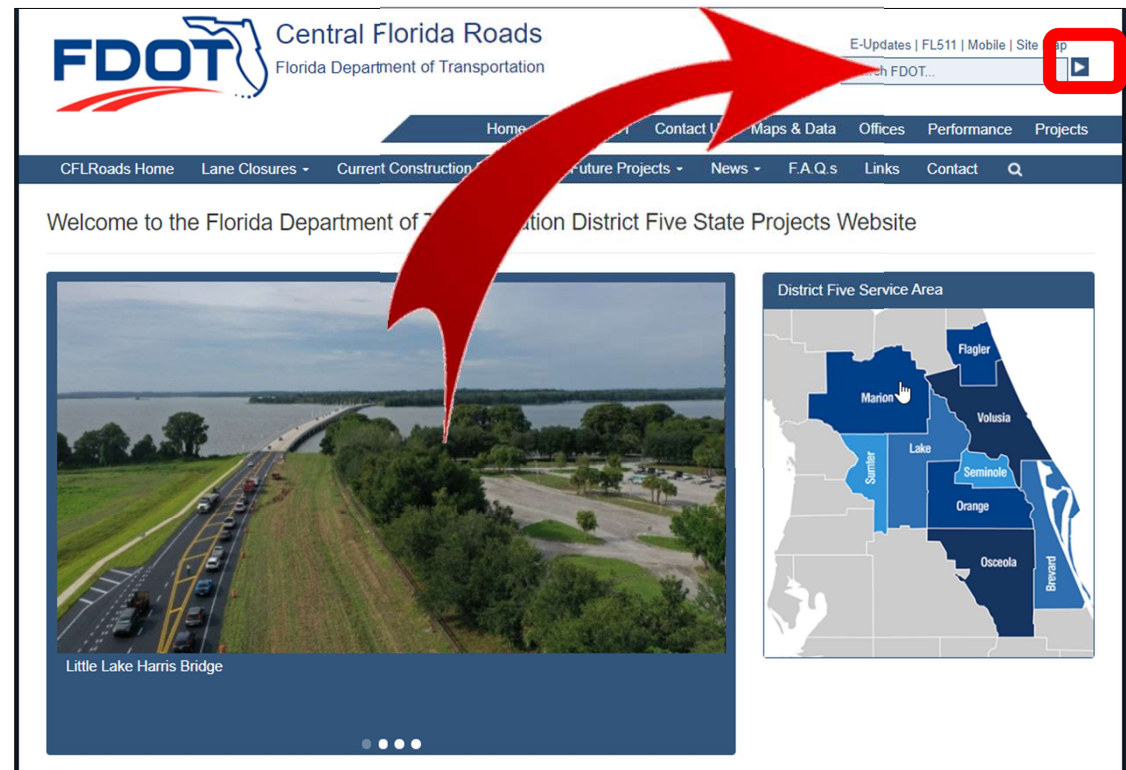 FDOT
Central Florida Roads
Florida Department of Transportation
E-Updates | FL511 | Mobile | Site
FDOT...
Home Contact Maps & Data Offices Performance Projects
CFLRoads Home Lane Closures Current Construction Future Projects News F.A.Q.s Links Contact
Welcome to the Florida Department of District Five State Projects Website
District Five Service Area
Flagler
Marion
Volusia
Lake
Sumter
Seminole
Orange
Osceola
Brevard
Little Lake Harris Bridge